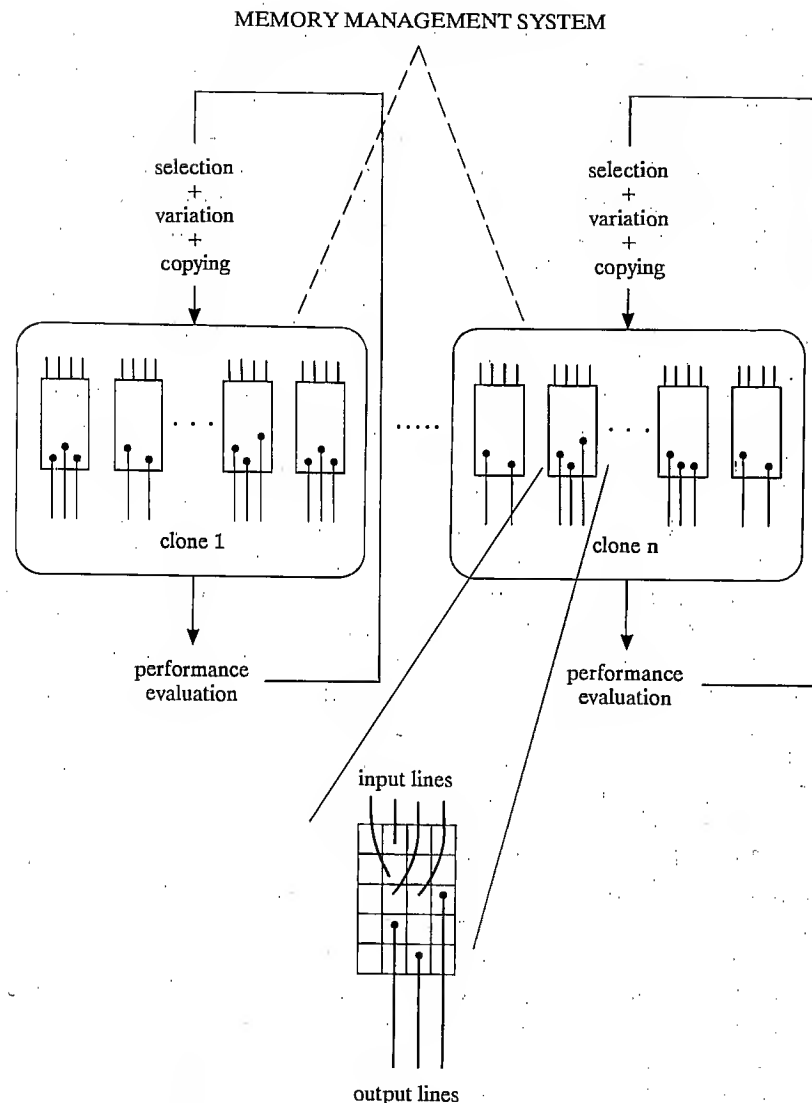 MEMORY MANAGEMENT SYSTEM
selection
+
variation
+
copying
selection
+
variation
+
copying
clone 1
clone n
performance
evaluation
performance
evaluation
input lines
output lines